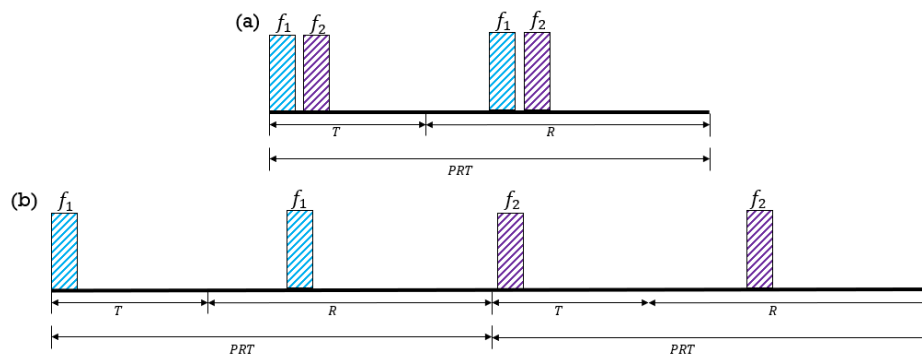 (a)
f₁ f₂ f₁ f₂
T R
PRT
(b) f₁ f₁ f₂ f₂
T R T R
PRT PRT